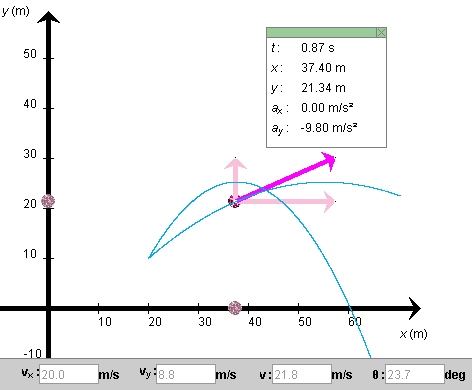 y (m)
50
40
30
20
10
-10
10
20
30
40
50
60
x (m)
t: 0.87 s
x: 37.40 m
y: 21.34 m
ax: 0.00 m/s²
ay: -9.80 m/s²
vx: 20.0 m/s vy: 8.8 m/s v: 21.8 m/s θ: 23.7 deg